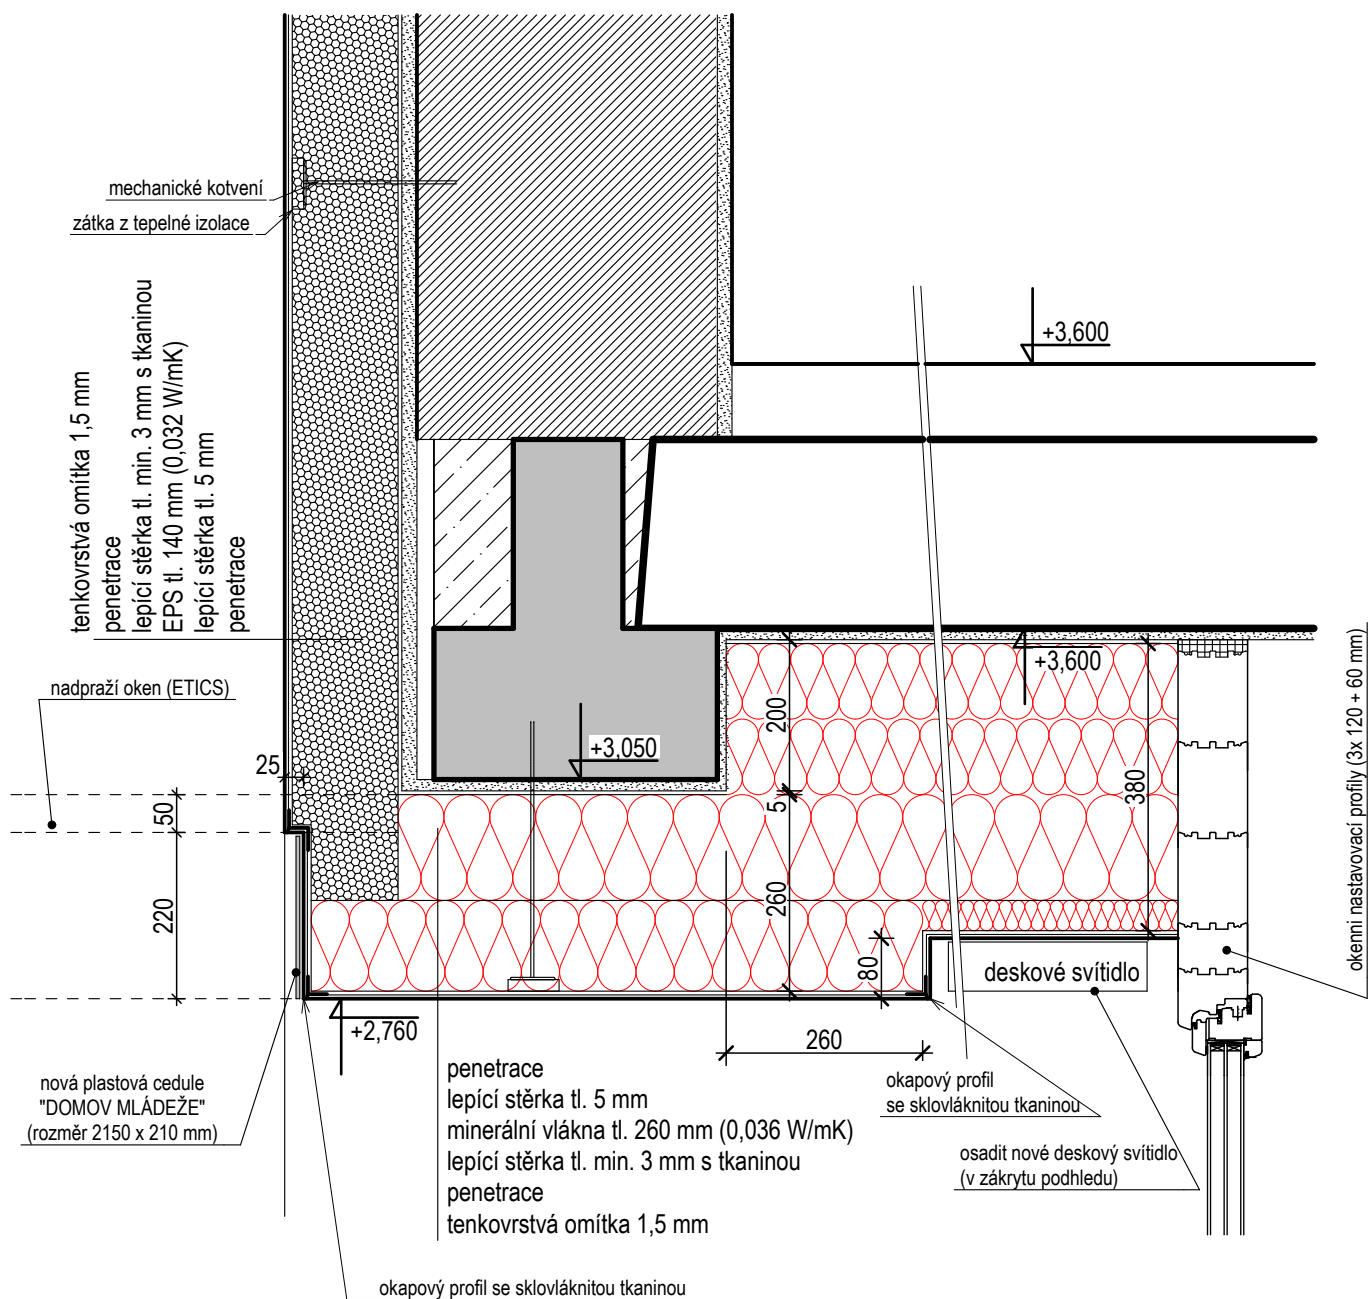 mechanické kotvení
zátka z tepelné izolace
tenkovrstvá omítka 1,5 mm
penetrace
lepící stěrka tl. min. 3 mm s tkaninou
EPS tl. 140 mm (0,032 W/mK)
lepící stěrka tl. 5 mm
penetrace
+3,600
+3,600
+3,050
nadpraží oken (ETICS)
25
50
220
200
5
260
380
80
260
deskové svítidlo
okenni nastavovací profily (3x 120 + 60 mm)
+2,760
nová plastová cedule
"DOMOV MLÁDEŽE"
(rozměr 2150 x 210 mm)
penetrace
lepící stěrka tl. 5 mm
minerální vlákna tl. 260 mm (0,036 W/mK)
lepící stěrka tl. min. 3 mm s tkaninou
penetrace
tenkovrstvá omítka 1,5 mm
okapový profil
se sklovláknitou tkaninou
osadit nové deskový svítidlo
(v zákrytu podhledu)
okapový profil se sklovláknitou tkaninou